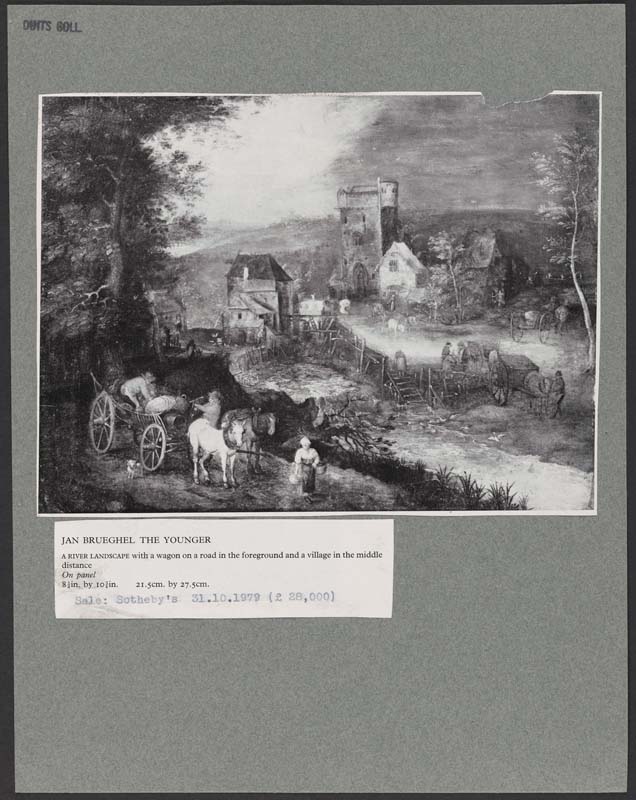 DINTS COLL.
JAN BRUEGHEL THE YOUNGER
A RIVER LANDSCAPE with a wagon on a road in the foreground and a village in the middle
distance
On panel
8½in. by 10¾in. 21.5cm. by 27.5cm.
Sale: Sotheby's 31.10.1979 (£ 28,000)